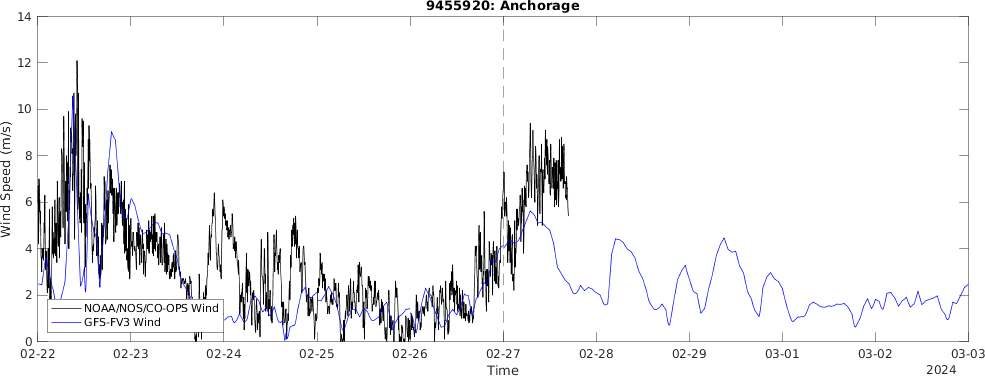 9455920: Anchorage
14
12
10
8
6
4
2
0
Wind Speed (m/s)
NOAA/NOS/CO-OPS Wind
GFS-FV3 Wind
02-22 02-23 02-24 02-25 02-26 02-27 02-28 02-29 03-01 03-02 03-03
Time
2024